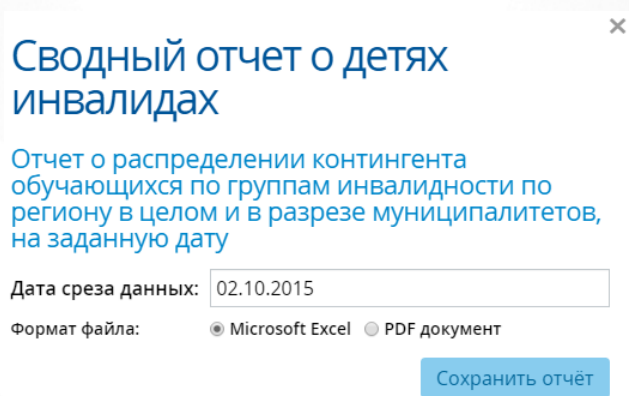 Сводный отчет о детях
инвалидах
Отчет о распределении контингента
обучающихся по группам инвалидности по
региону в целом и в разрезе муниципалитетов,
на заданную дату
Дата среза данных: 02.10.2015
Формат файла: Microsoft Excel PDF документ
Сохранить отчёт